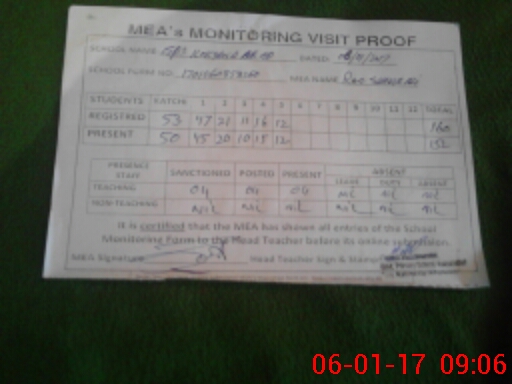 MEA's MONITORING VISIT PROOF
SCHOOL NAME DATED:
SCHOOL FORM NO: MEA NAME
STUDENTS KATCHI 1 2 3 4 5 6 7 8 9 10 11 12 TOTAL
REGISTERED 53 47 16 12 160
PRESENT 50 45 20 10 15 12 152
PRESENCE STAFF SANCTIONED POSTED PRESENT ABSENT
LEAVE DUTY ABSENT
TEACHING 04 04 04 NIL NIL NIL
NON-TEACHING NIL NIL NIL NIL NIL NIL
It is certified that the MEA has shown all entries of the School
Monitoring Form to the Head Teacher before its online submission.
MEA Signature Head Teacher Sign & Stamp
06-01-17 09:06